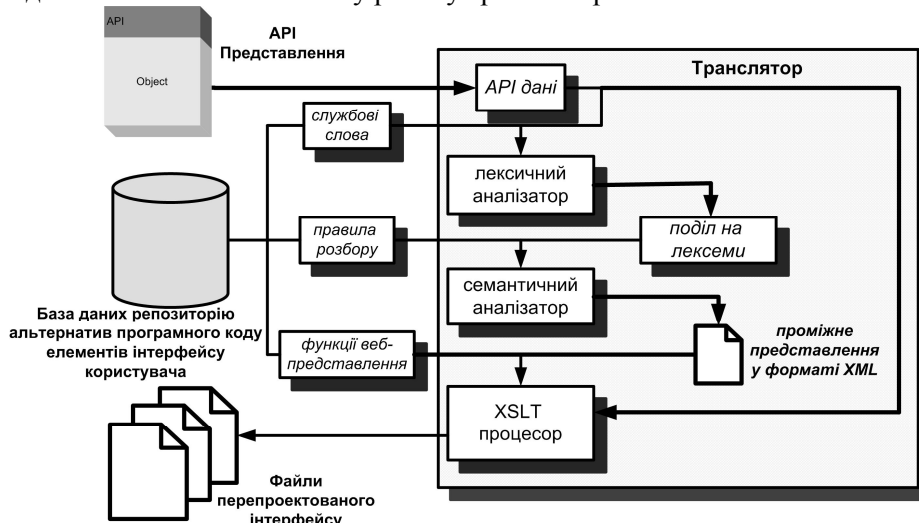 API
Object
API
Представлення
Транслятор
API дані
службові
слова
лексичний
аналізатор
правила
розбору
поділ на
лексеми
семантичний
аналізатор
База даних репозиторію
альтернатив програмного коду
елементів інтерфейсу
користувача
функції веб-
представлення
проміжне
представлення
у форматі XML
XSLT
процесор
Файли
перепроектованого
інтерфейсу